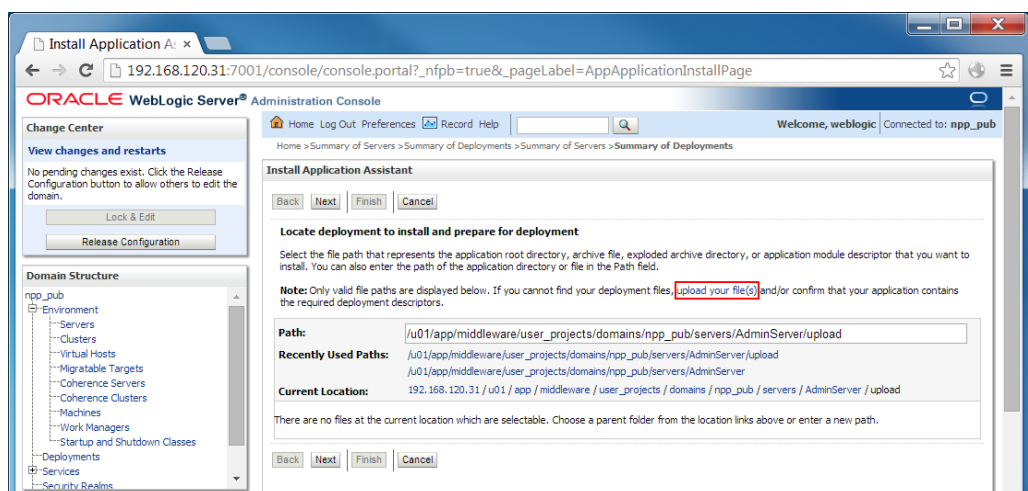 Install Application A
192.168.120.31:7001/console/console.portal?_nfpb=true&_pageLabel=AppApplicationInstallPage
ORACLE WebLogic Server® Administration Console
Change Center
View changes and restarts
No pending changes exist. Click the Release
Configuration button to allow others to edit the
domain.
Lock & Edit
Release Configuration
Domain Structure
npp_pub
Environment
Servers
Clusters
Virtual Hosts
Migratable Targets
Coherence Servers
Coherence Clusters
Machines
Work Managers
Startup and Shutdown Classes
Deployments
Services
Security Realms
Home Log Out Preferences Record Help
Welcome, weblogic Connected to: npp_pub
Home >Summary of Servers >Summary of Deployments >Summary of Servers >Summary of Deployments
Install Application Assistant
Back Next Finish Cancel
Locate deployment to install and prepare for deployment
Select the file path that represents the application root directory, archive file, exploded archive directory, or application module descriptor that you want to
install. You can also enter the path of the application directory or file in the Path field.
Note: Only valid file paths are displayed below. If you cannot find your deployment files, upload your file(s) and/or confirm that your application contains
the required deployment descriptors.
Path: /u01/app/middleware/user_projects/domains/npp_pub/servers/AdminServer/upload
Recently Used Paths: /u01/app/middleware/user_projects/domains/npp_pub/servers/AdminServer/upload
/u01/app/middleware/user_projects/domains/npp_pub/servers/AdminServer
Current Location: 192.168.120.31 / u01 / app / middleware / user_projects / domains / npp_pub / servers / AdminServer / upload
There are no files at the current location which are selectable. Choose a parent folder from the location links above or enter a new path.
Back Next Finish Cancel